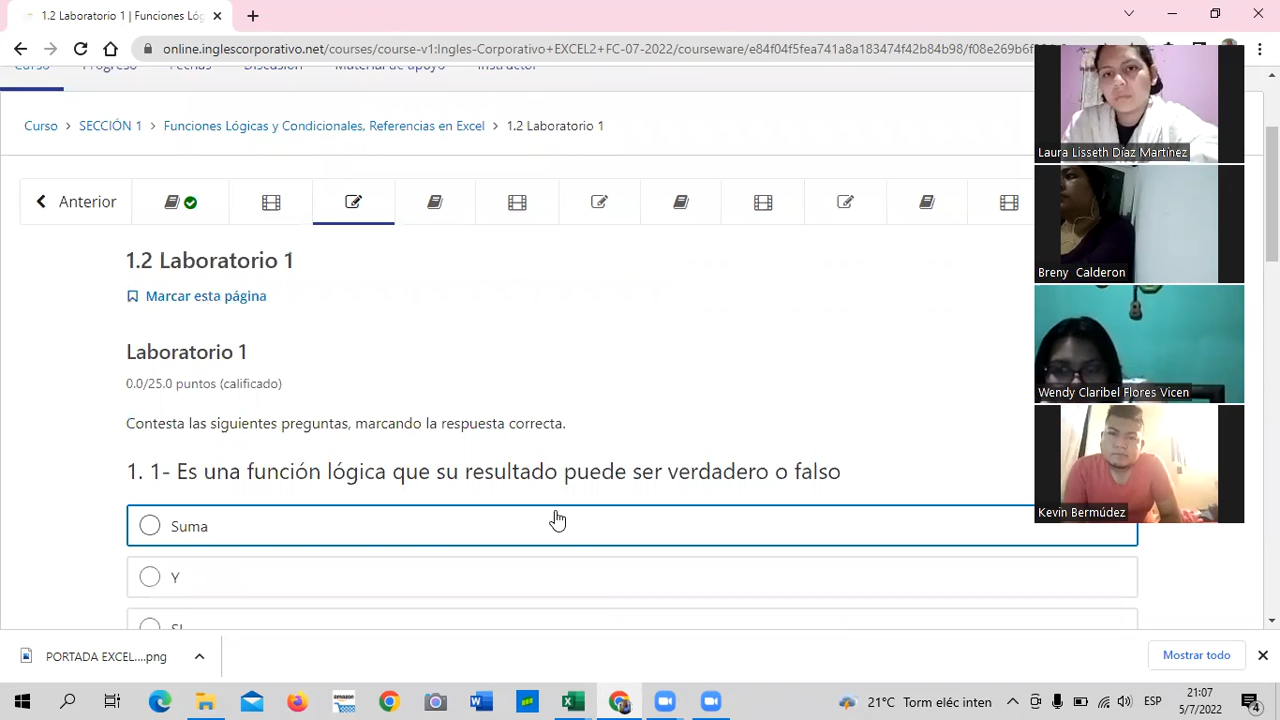 1.2 Laboratorio 1 | Funciones Lóg
online.inglescorporativo.net/courses/course-v1:Ingles-Corporativo+EXCEL2+FC-07-2022/courseware/e84f04f5fea741a8a183474f42b84b98/f08e269b6f
Curso Progreso Fechas Discusión Material de apoyo Instructor
Curso > SECCIÓN 1 > Funciones Lógicas y Condicionales, Referencias en Excel > 1.2 Laboratorio 1
Anterior
1.2 Laboratorio 1
Marcar esta página
Laboratorio 1
0.0/25.0 puntos (calificado)
Contesta las siguientes preguntas, marcando la respuesta correcta.
1. 1- Es una función lógica que su resultado puede ser verdadero o falso
Suma
Y
SI
Laura Lisseth Díaz Martínez
Breny Calderon
Wendy Claribel Flores Vicen
Kevin Bermúdez
PORTADA EXCEL....png
Mostrar todo
21°C Torm eléc inten
ESP
21:07
5/7/2022
4